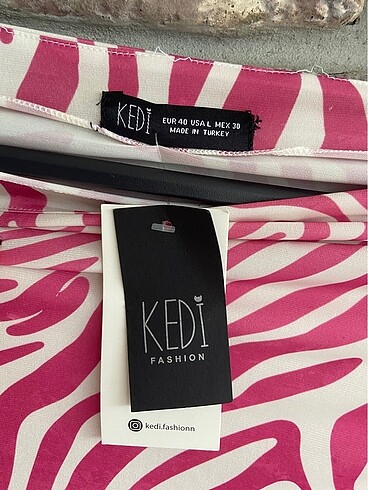 KEDİ
EUR 40 USA L MEX 30
MADE IN TURKEY
KEDİ
FASHION
kedi.fashionn